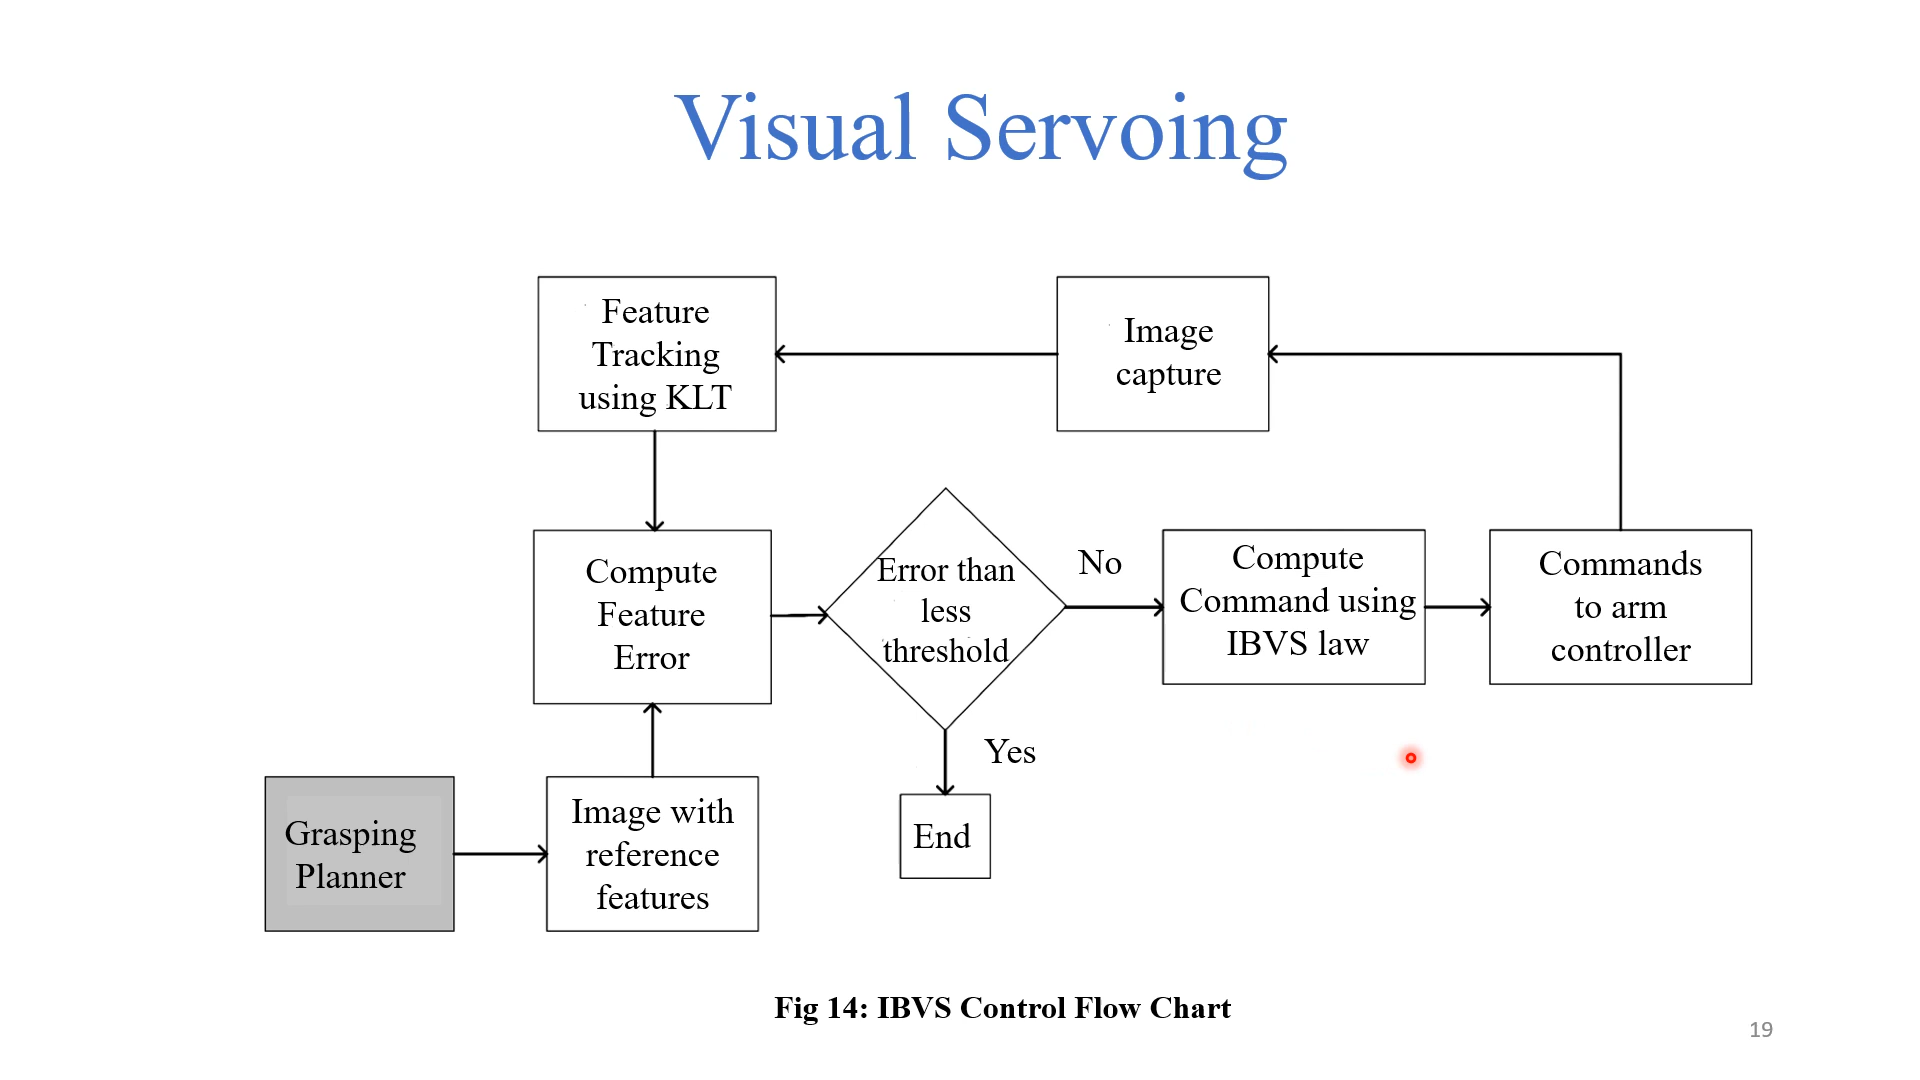 Visual Servoing
Feature
Tracking
using KLT
Image
capture
Compute
Feature
Error
Error than
less
threshold
No
Compute
Command using
IBVS law
Commands
to arm
controller
Yes
Grasping
Planner
Image with
reference
features
End
Fig 14: IBVS Control Flow Chart
19